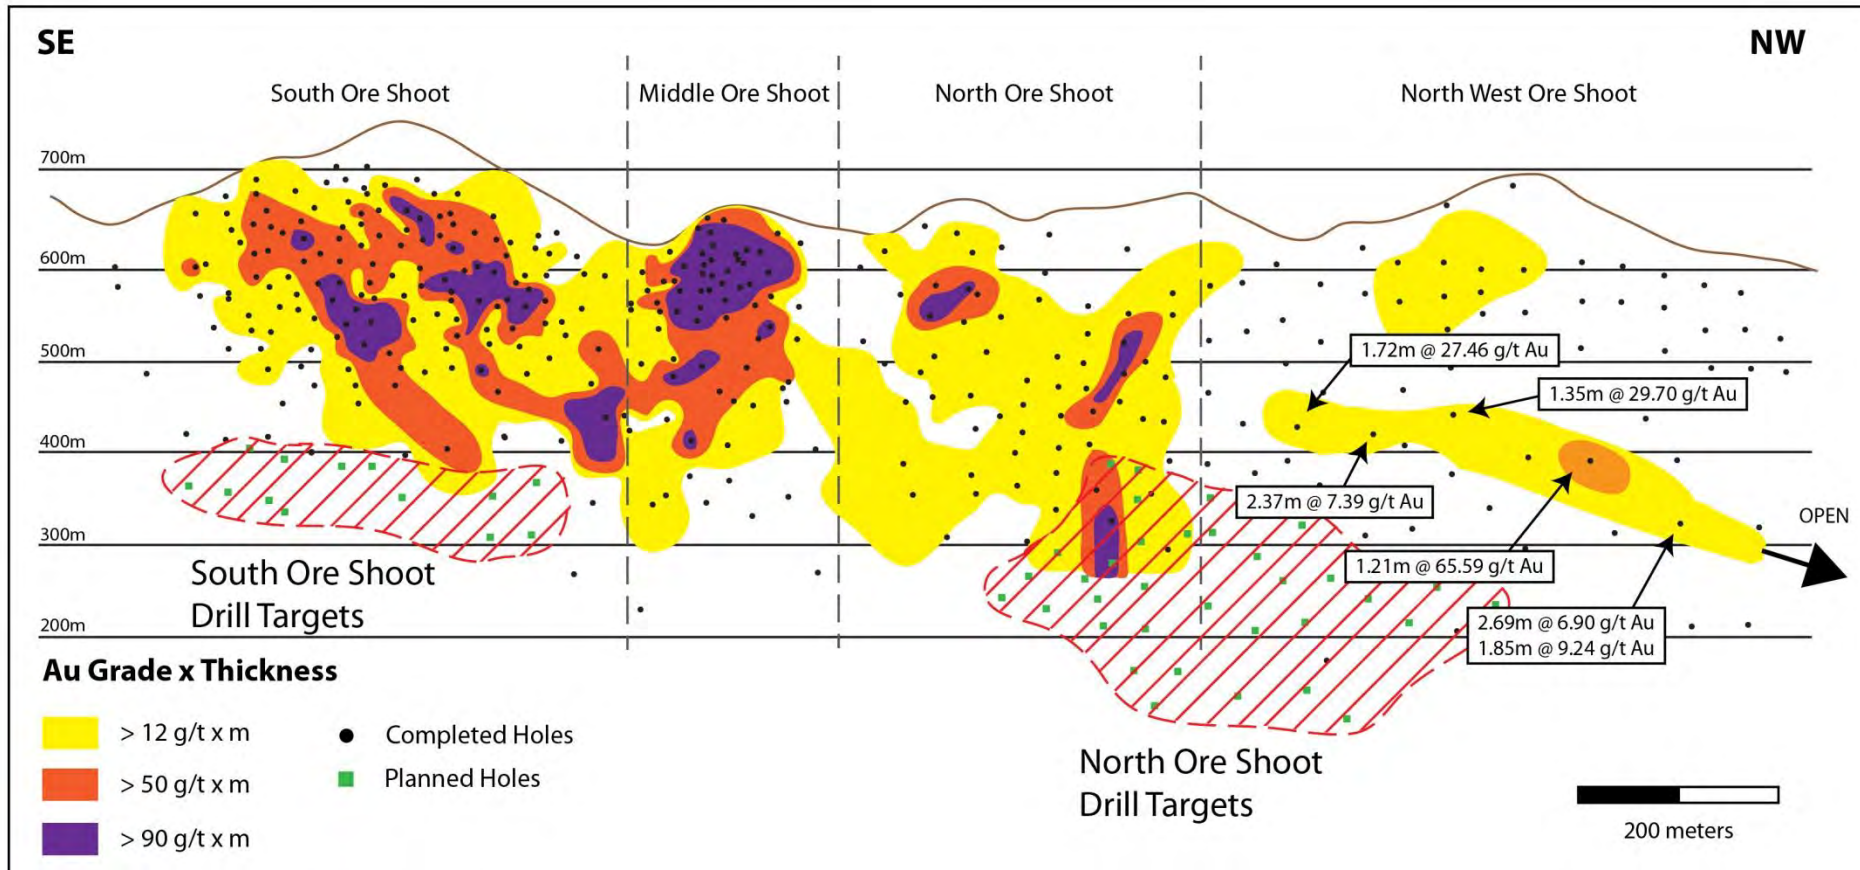 SE
NW
South Ore Shoot
Middle Ore Shoot
North Ore Shoot
North West Ore Shoot
700m
600m
500m
400m
300m
200m
1.72m @ 27.46 g/t Au
1.35m @ 29.70 g/t Au
2.37m @ 7.39 g/t Au
OPEN
1.21m @ 65.59 g/t Au
2.69m @ 6.90 g/t Au
1.85m @ 9.24 g/t Au
South Ore Shoot
Drill Targets
Au Grade x Thickness
> 12 g/t x m
> 50 g/t x m
> 90 g/t x m
Completed Holes
Planned Holes
North Ore Shoot
Drill Targets
200 meters